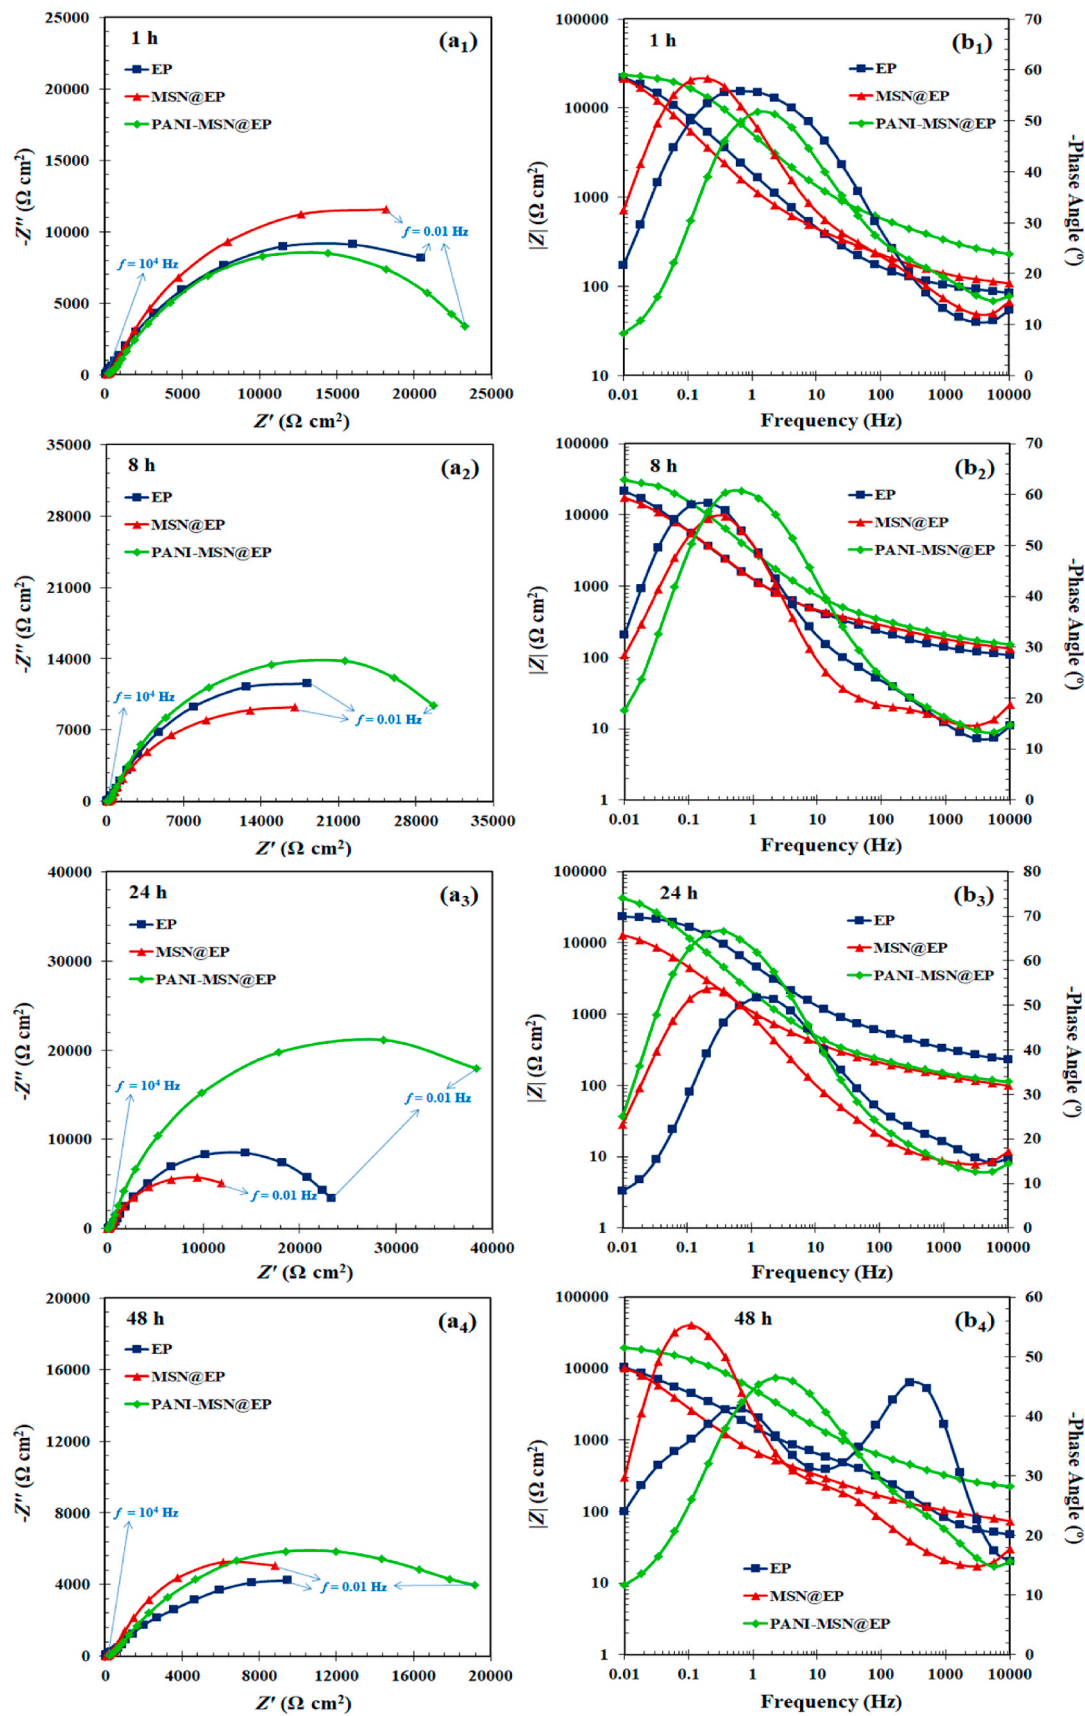 25000
20000
15000
10000
5000
0
-Z″ (Ω cm²)
1 h
(a₁)
EP
MSN@EP
PANI-MSN@EP
f = 0.01 Hz
f = 10⁴ Hz
0 5000 10000 15000 20000 25000
Z′ (Ω cm²)
100000
10000
1000
100
10
|Z| (Ω cm²)
1 h
(b₁)
EP
MSN@EP
PANI-MSN@EP
70
60
50
40
30
20
10
0
-Phase Angle (º)
0.01 0.1 1 10 100 1000 10000
Frequency (Hz)
35000
28000
21000
14000
7000
0
-Z″ (Ω cm²)
8 h
(a₂)
EP
MSN@EP
PANI-MSN@EP
f = 10⁴ Hz
f = 0.01 Hz
0 7000 14000 21000 28000 35000
Z′ (Ω cm²)
100000
10000
1000
100
10
1
|Z| (Ω cm²)
8 h
(b₂)
EP
MSN@EP
PANI-MSN@EP
70
60
50
40
30
20
10
0
-Phase Angle (º)
0.01 0.1 1 10 100 1000 10000
Frequency (Hz)
40000
30000
20000
10000
0
-Z″ (Ω cm²)
24 h
(a₃)
EP
MSN@EP
PANI-MSN@EP
f = 10⁴ Hz
f = 0.01 Hz
f = 0.01 Hz
0 10000 20000 30000 40000
Z′ (Ω cm²)
100000
10000
1000
100
10
1
|Z| (Ω cm²)
24 h
(b₃)
EP
MSN@EP
PANI-MSN@EP
80
70
60
50
40
30
20
10
0
-Phase Angle (º)
0.01 0.1 1 10 100 1000 10000
Frequency (Hz)
20000
16000
12000
8000
4000
0
-Z″ (Ω cm²)
48 h
(a₄)
EP
MSN@EP
PANI-MSN@EP
f = 10⁴ Hz
f = 0.01 Hz
0 4000 8000 12000 16000 20000
Z′ (Ω cm²)
100000
10000
1000
100
10
1
|Z| (Ω cm²)
48 h
(b₄)
EP
MSN@EP
PANI-MSN@EP
60
50
40
30
20
10
0
-Phase Angle (º)
0.01 0.1 1 10 100 1000 10000
Frequency (Hz)